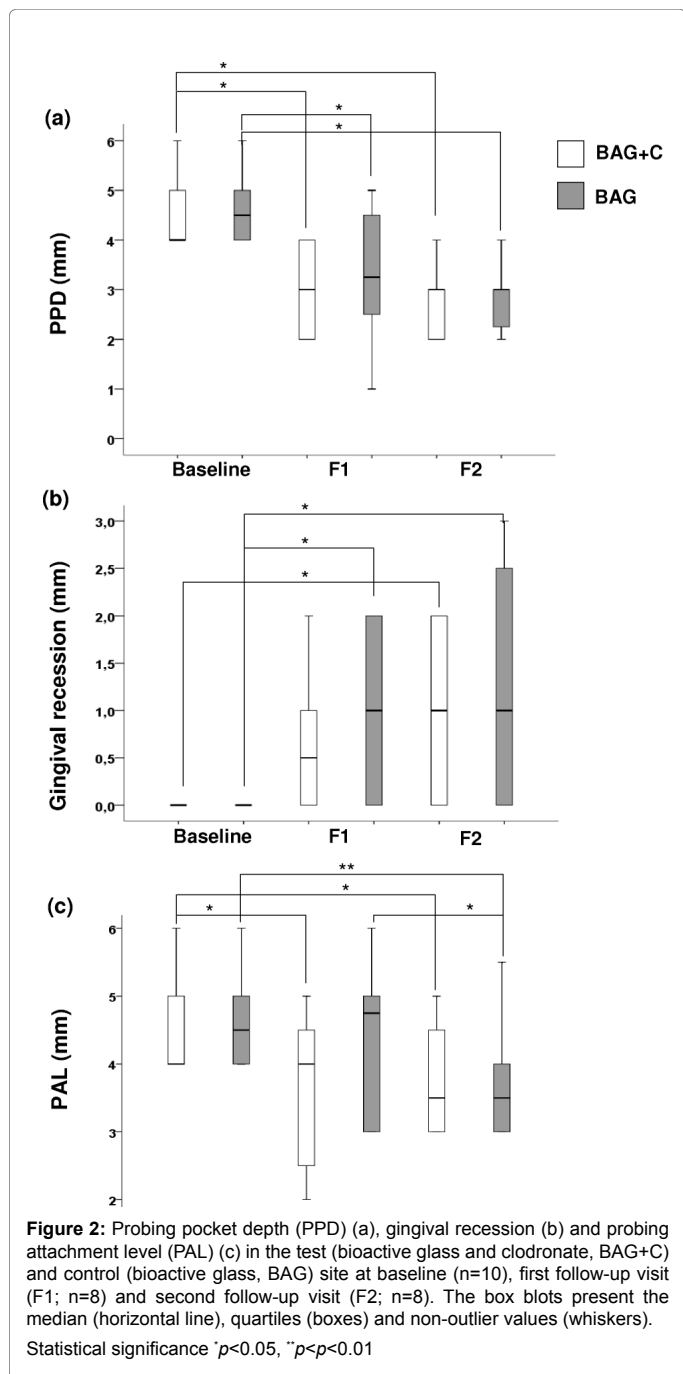 *
*
(a)
*
*
6
5
4
3
2
1
0
PPD (mm)
BAG+C
BAG
Baseline F1 F2
(b)
*
*
*
3,0
2,5
2,0
1,5
1,0
0,5
0,0
Gingival recession (mm)
Baseline F1 F2
(c)
**
*
*
*
6
5
4
3
2
PAL (mm)
Figure 2: Probing pocket depth (PPD) (a), gingival recession (b) and probing
attachment level (PAL) (c) in the test (bioactive glass and clodronate, BAG+C)
and control (bioactive glass, BAG) site at baseline (n=10), first follow-up visit
(F1; n=8) and second follow-up visit (F2; n=8). The box blots present the
median (horizontal line), quartiles (boxes) and non-outlier values (whiskers).
Statistical significance *p<0.05, **p<p<0.01